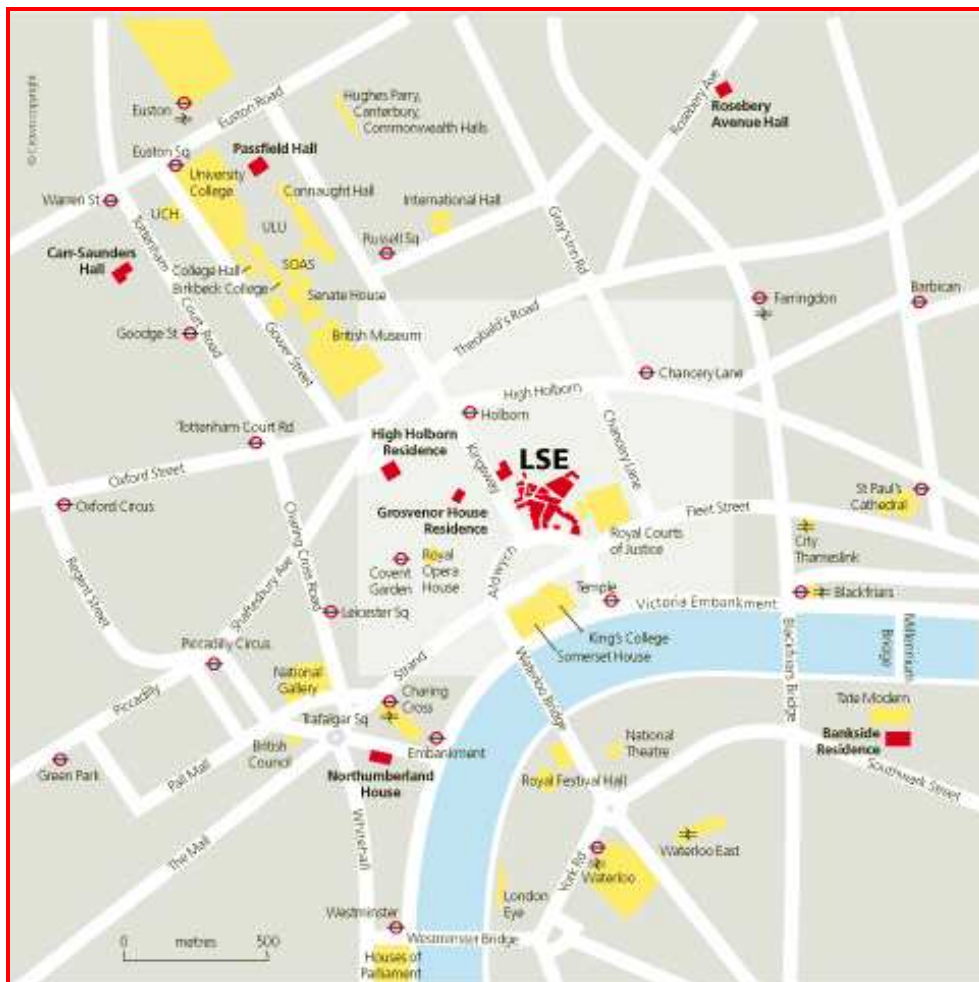 © Crown copyright
Euston
Euston Road
Hughes Parry,
Canterbury,
Commonwealth Halls
Rosebery Ave
Rosebery
Avenue Hall
Euston Sq
Passfield Hall
University
College
Connaught Hall
Warren St
UCH
ULU
International Hall
Gray's Inn Rd
Tottenham
Court Road
Russell Sq
Carr-Saunders
Hall
College Hall
Birkbeck College
SOAS
Senate House
Farringdon
Barbican
Goodge St
Gower Street
British Museum
Theobald's Road
Chancery Lane
High Holborn
Holborn
Chancery Lane
Tottenham Court Rd
High Holborn
Residence
Kingsway
LSE
Oxford Street
Oxford Circus
Charing Cross Road
Grosvenor House
Residence
St Paul's
Cathedral
Fleet Street
Royal Courts
of Justice
City
Thameslink
Regent Street
Shaftesbury Ave
Covent
Garden
Royal
Opera
House
Aldwych
Temple
Blackfriars
Leicester Sq
Victoria Embankment
King's College
Somerset House
Blackfriars Bridge
Millennium
Bridge
Piccadilly Circus
Piccadilly
National
Gallery
Strand
Waterloo Bridge
Charing
Cross
Trafalgar Sq
Tate Modern
Bankside
Residence
Green Park
Pall Mall
British
Council
Embankment
National
Theatre
Northumberland
House
Royal Festival Hall
Southwark Street
The Mall
Whitehall
York Rd
Waterloo
Waterloo East
London
Eye
Westminster
Westminster Bridge
0 metres 500
Houses of
Parliament